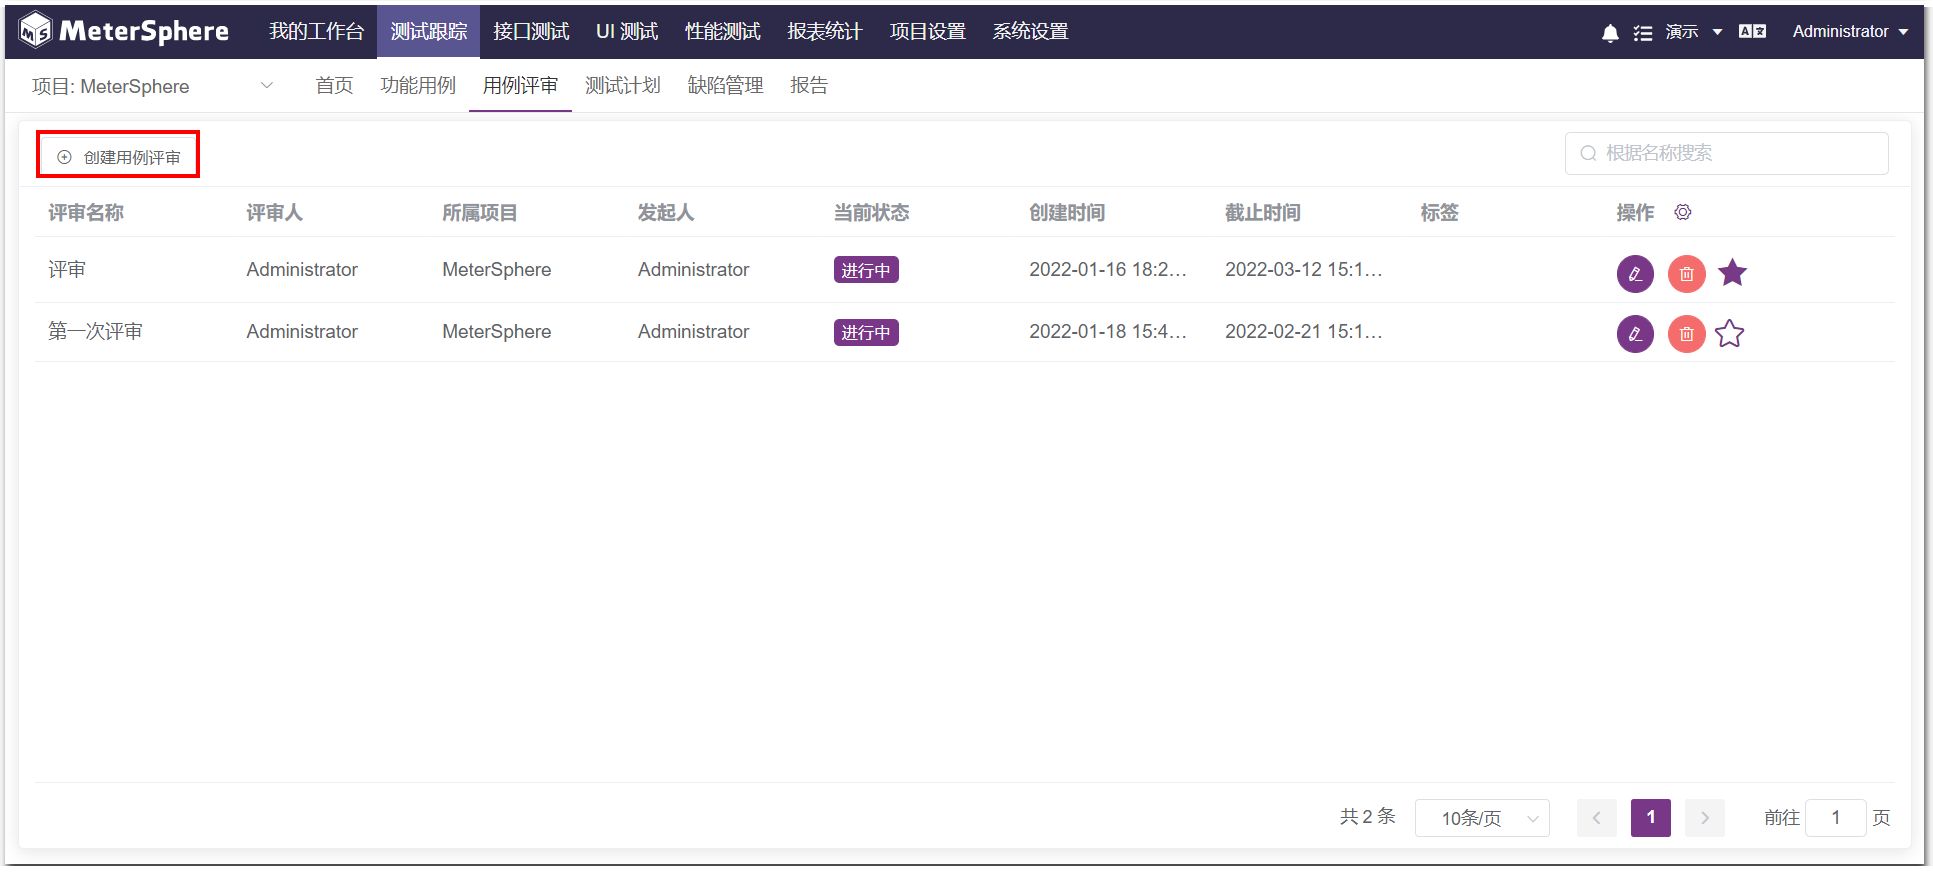 MeterSphere 我的工作台 测试跟踪 接口测试 UI 测试 性能测试 报表统计 项目设置 系统设置 演示 Administrator
项目: MeterSphere 首页 功能用例 用例评审 测试计划 缺陷管理 报告
创建用例评审 根据名称搜索
评审名称 评审人 所属项目 发起人 当前状态 创建时间 截止时间 标签 操作
评审 Administrator MeterSphere Administrator 进行中 2022-01-16 18:2... 2022-03-12 15:1...
第一次评审 Administrator MeterSphere Administrator 进行中 2022-01-18 15:4... 2022-02-21 15:1...
共 2 条 10条/页 1 前往 1 页